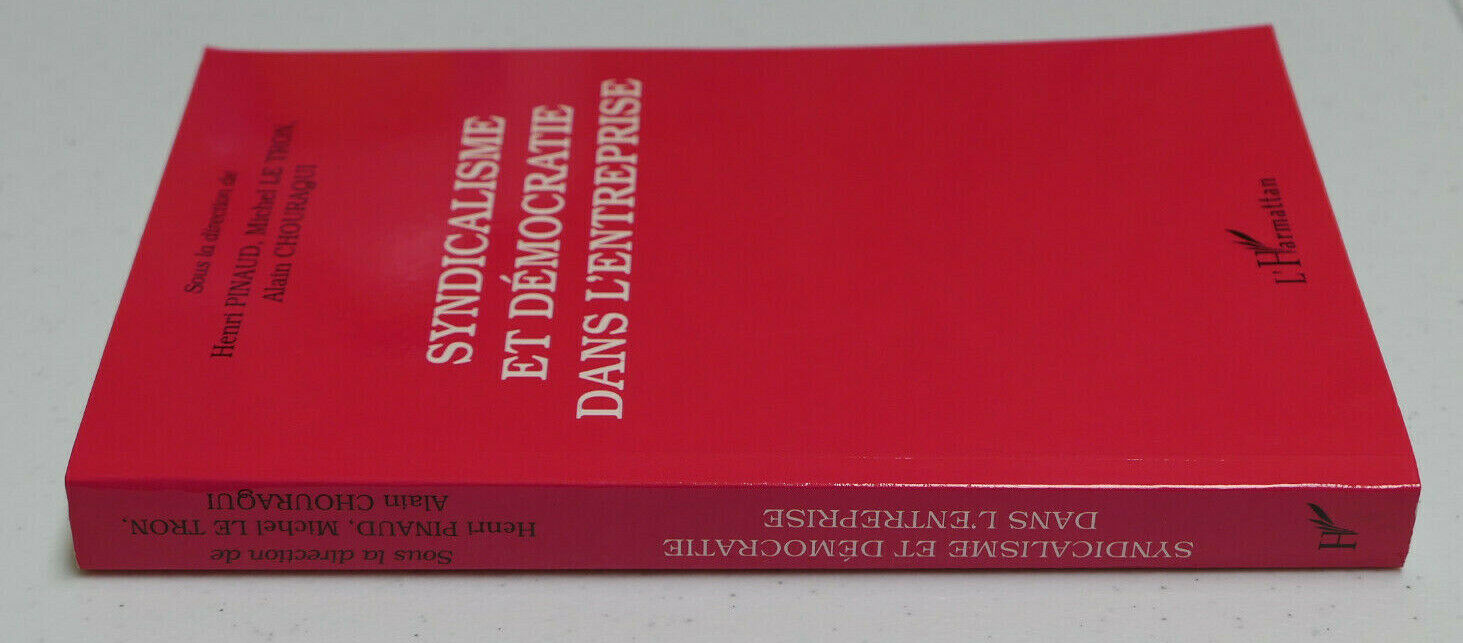 Sous la direction de
Henri PINAUD, Michel LE TRON,
Alain CHOURAQUI
SYNDICALISME
ET DÉMOCRATIE
DANS L'ENTREPRISE
L'Harmattan
Sous la direction de
Henri PINAUD, Michel LE TRON,
Alain CHOURAQUI
SYNDICALISME ET DÉMOCRATIE
DANS L'ENTREPRISE
H